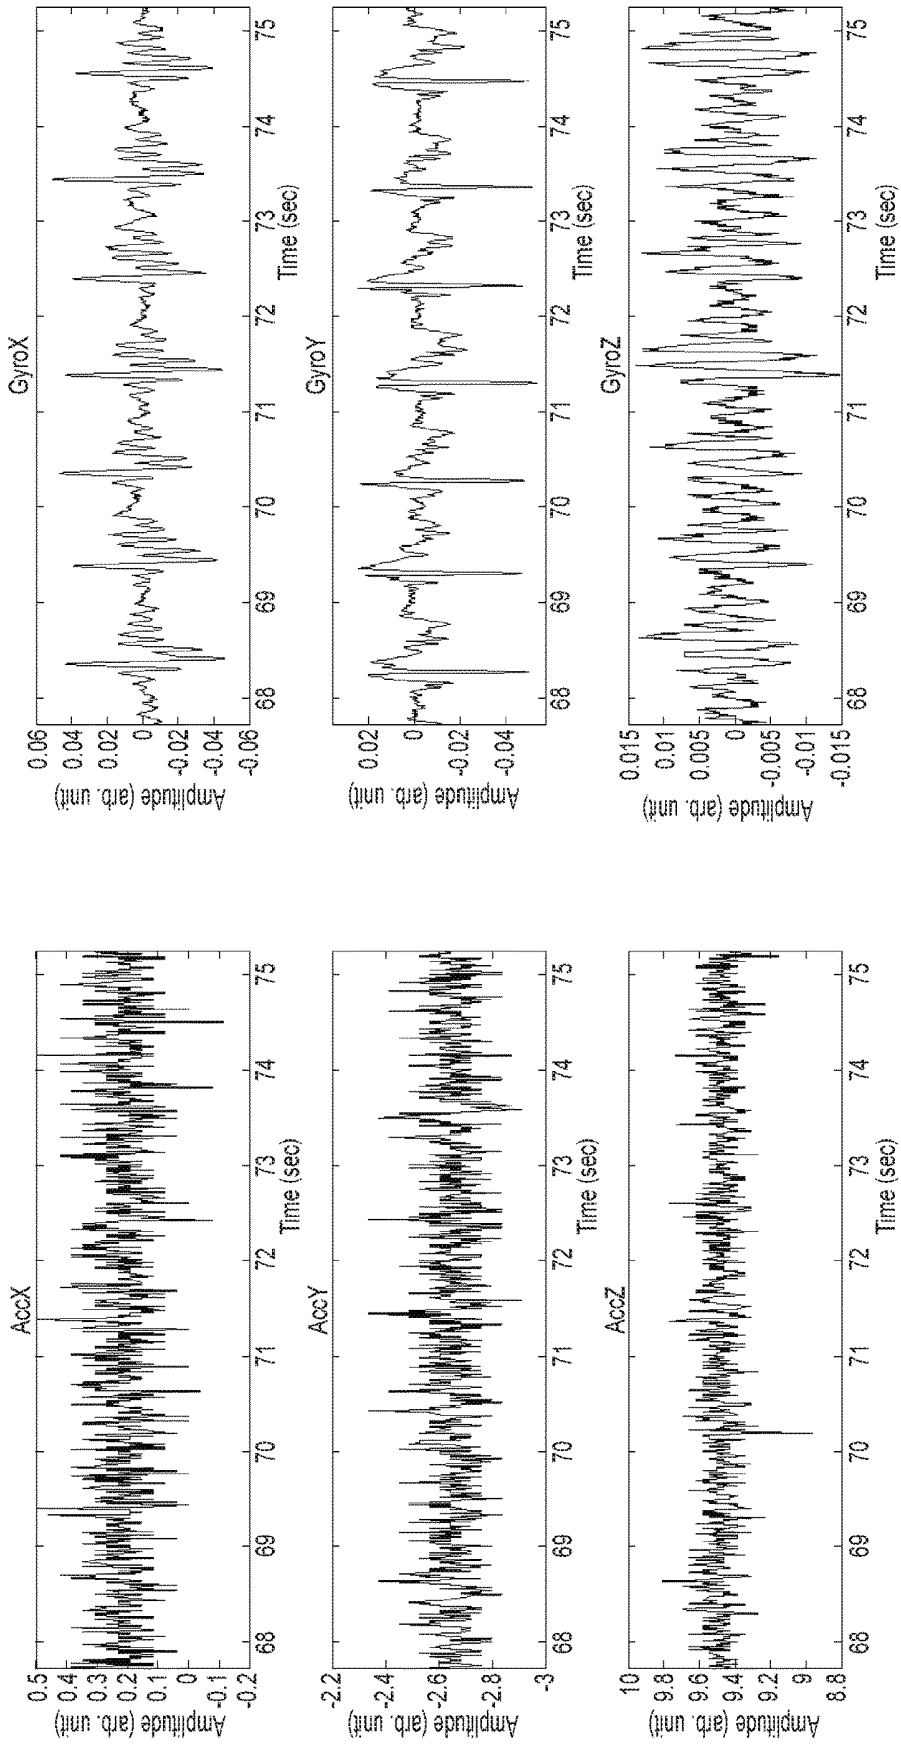 AccX
Amplitude (arb. unit)
0.5
0.4
0.3
0.2
0.1
0
-0.1
-0.2
68 69 70 71 72 73 74 75
Time (sec)
AccY
Amplitude (arb. unit)
-2.2
-2.4
-2.6
-2.8
-3
68 69 70 71 72 73 74 75
Time (sec)
AccZ
Amplitude (arb. unit)
10
9.8
9.6
9.4
9.2
9
8.8
68 69 70 71 72 73 74 75
Time (sec)
GyroX
Amplitude (arb. unit)
0.06
0.04
0.02
0
-0.02
-0.04
-0.06
68 69 70 71 72 73 74 75
Time (sec)
GyroY
Amplitude (arb. unit)
0.02
0
-0.02
-0.04
68 69 70 71 72 73 74 75
Time (sec)
GyroZ
Amplitude (arb. unit)
0.015
0.01
0.005
0
-0.005
-0.01
-0.015
68 69 70 71 72 73 74 75
Time (sec)